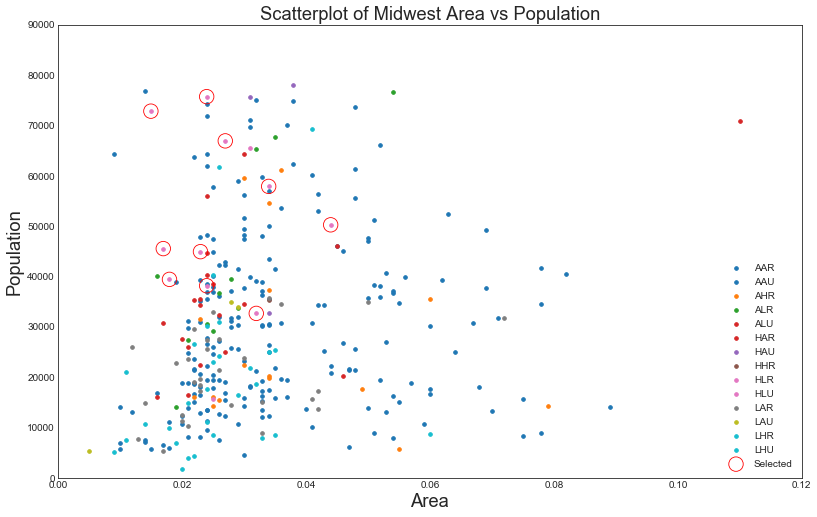 Scatterplot of Midwest Area vs Population
Population
90000
80000
70000
60000
50000
40000
30000
20000
10000
0
AAR
AAU
AHR
ALR
ALU
HAR
HAU
HHR
HLR
HLU
LAR
LAU
LHR
LHU
Selected
0.00 0.02 0.04 0.06 0.08 0.10 0.12
Area